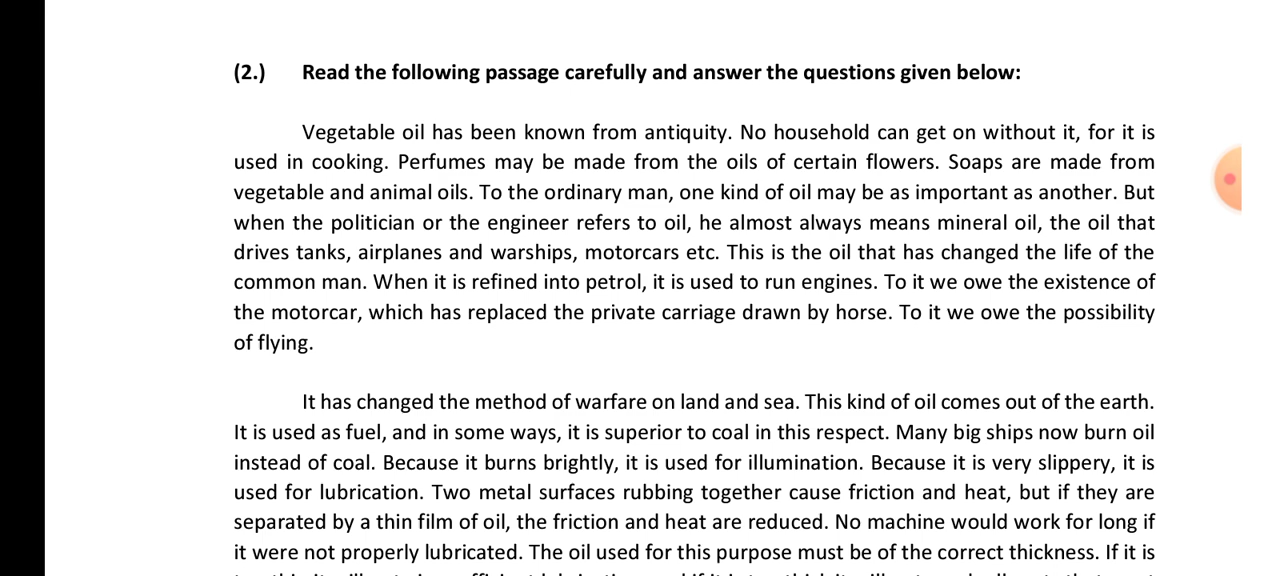 (2.) Read the following passage carefully and answer the questions given below:
Vegetable oil has been known from antiquity. No household can get on without it, for it is
used in cooking. Perfumes may be made from the oils of certain flowers. Soaps are made from
vegetable and animal oils. To the ordinary man, one kind of oil may be as important as another. But
when the politician or the engineer refers to oil, he almost always means mineral oil, the oil that
drives tanks, airplanes and warships, motorcars etc. This is the oil that has changed the life of the
common man. When it is refined into petrol, it is used to run engines. To it we owe the existence of
the motorcar, which has replaced the private carriage drawn by horse. To it we owe the possibility
of flying.
It has changed the method of warfare on land and sea. This kind of oil comes out of the earth.
It is used as fuel, and in some ways, it is superior to coal in this respect. Many big ships now burn oil
instead of coal. Because it burns brightly, it is used for illumination. Because it is very slippery, it is
used for lubrication. Two metal surfaces rubbing together cause friction and heat, but if they are
separated by a thin film of oil, the friction and heat are reduced. No machine would work for long if
it were not properly lubricated. The oil used for this purpose must be of the correct thickness. If it is